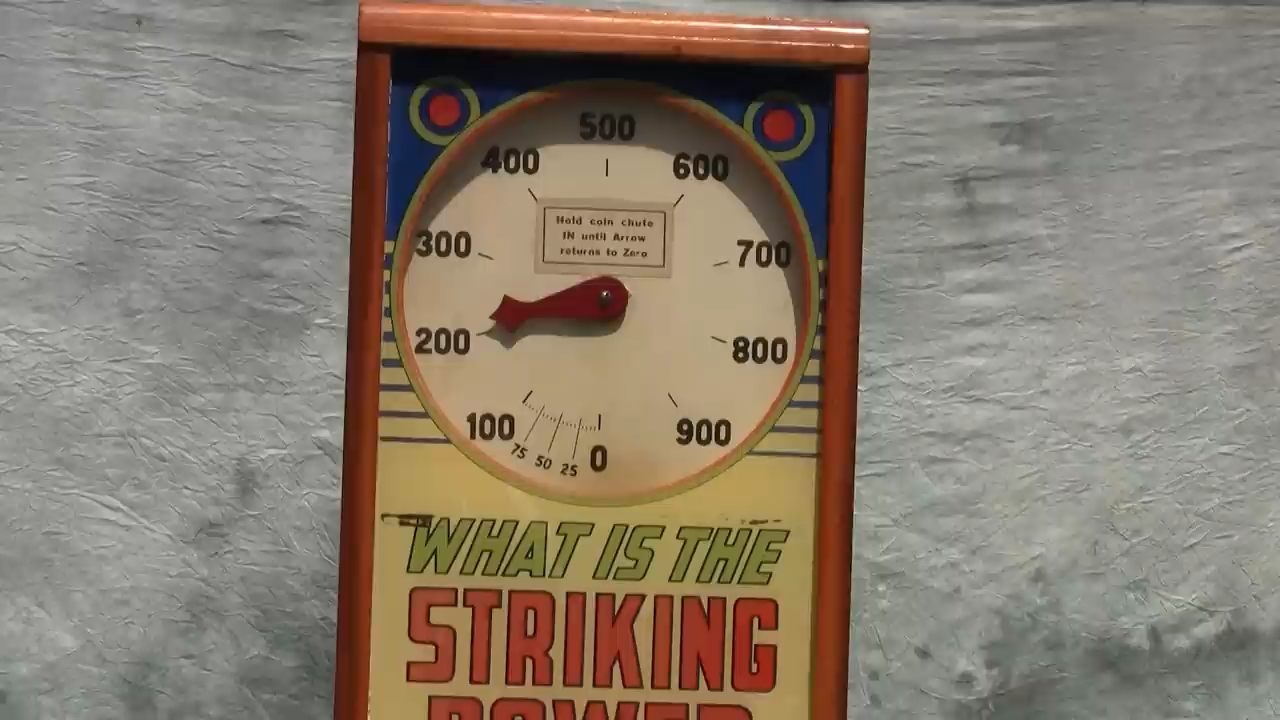 500
400 600
Hold coin chute
IN until Arrow
returns to Zero
300 700
200 800
100 75 50 25 0 900
WHAT IS THE
STRIKING
POWER